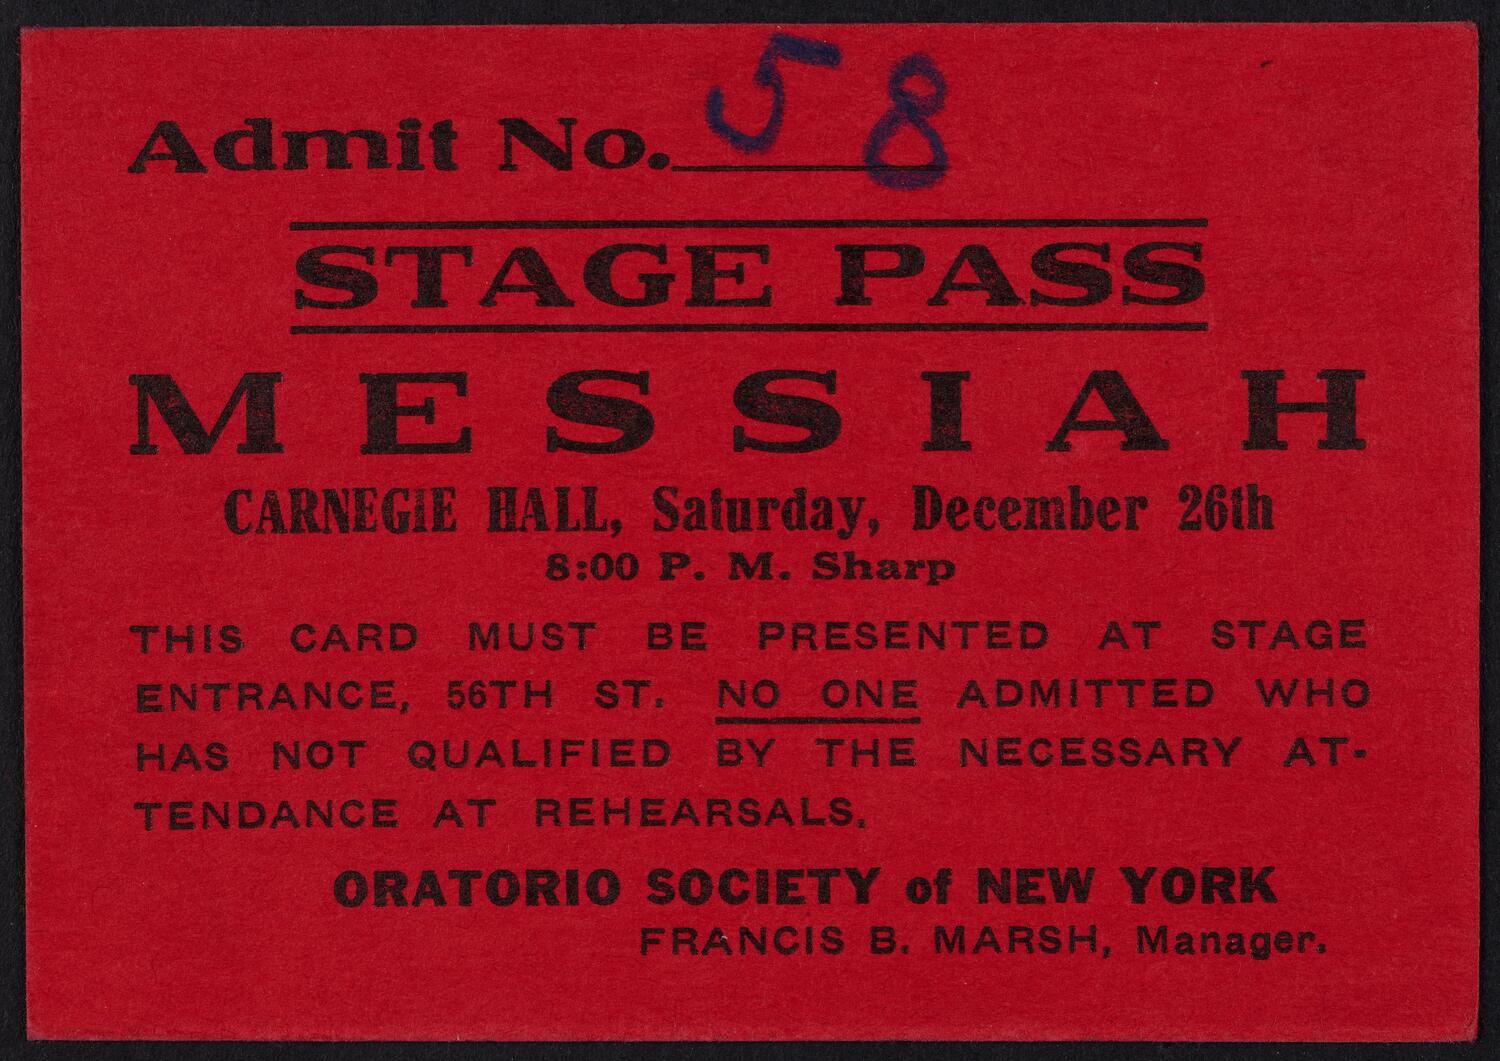 Admit No. 58
STAGE PASS
MESSIAH
CARNEGIE HALL, Saturday, December 26th
8:00 P. M. Sharp
THIS CARD MUST BE PRESENTED AT STAGE
ENTRANCE, 56TH ST. NO ONE ADMITTED WHO
HAS NOT QUALIFIED BY THE NECESSARY AT-
TENDANCE AT REHEARSALS.
ORATORIO SOCIETY of NEW YORK
FRANCIS B. MARSH, Manager.